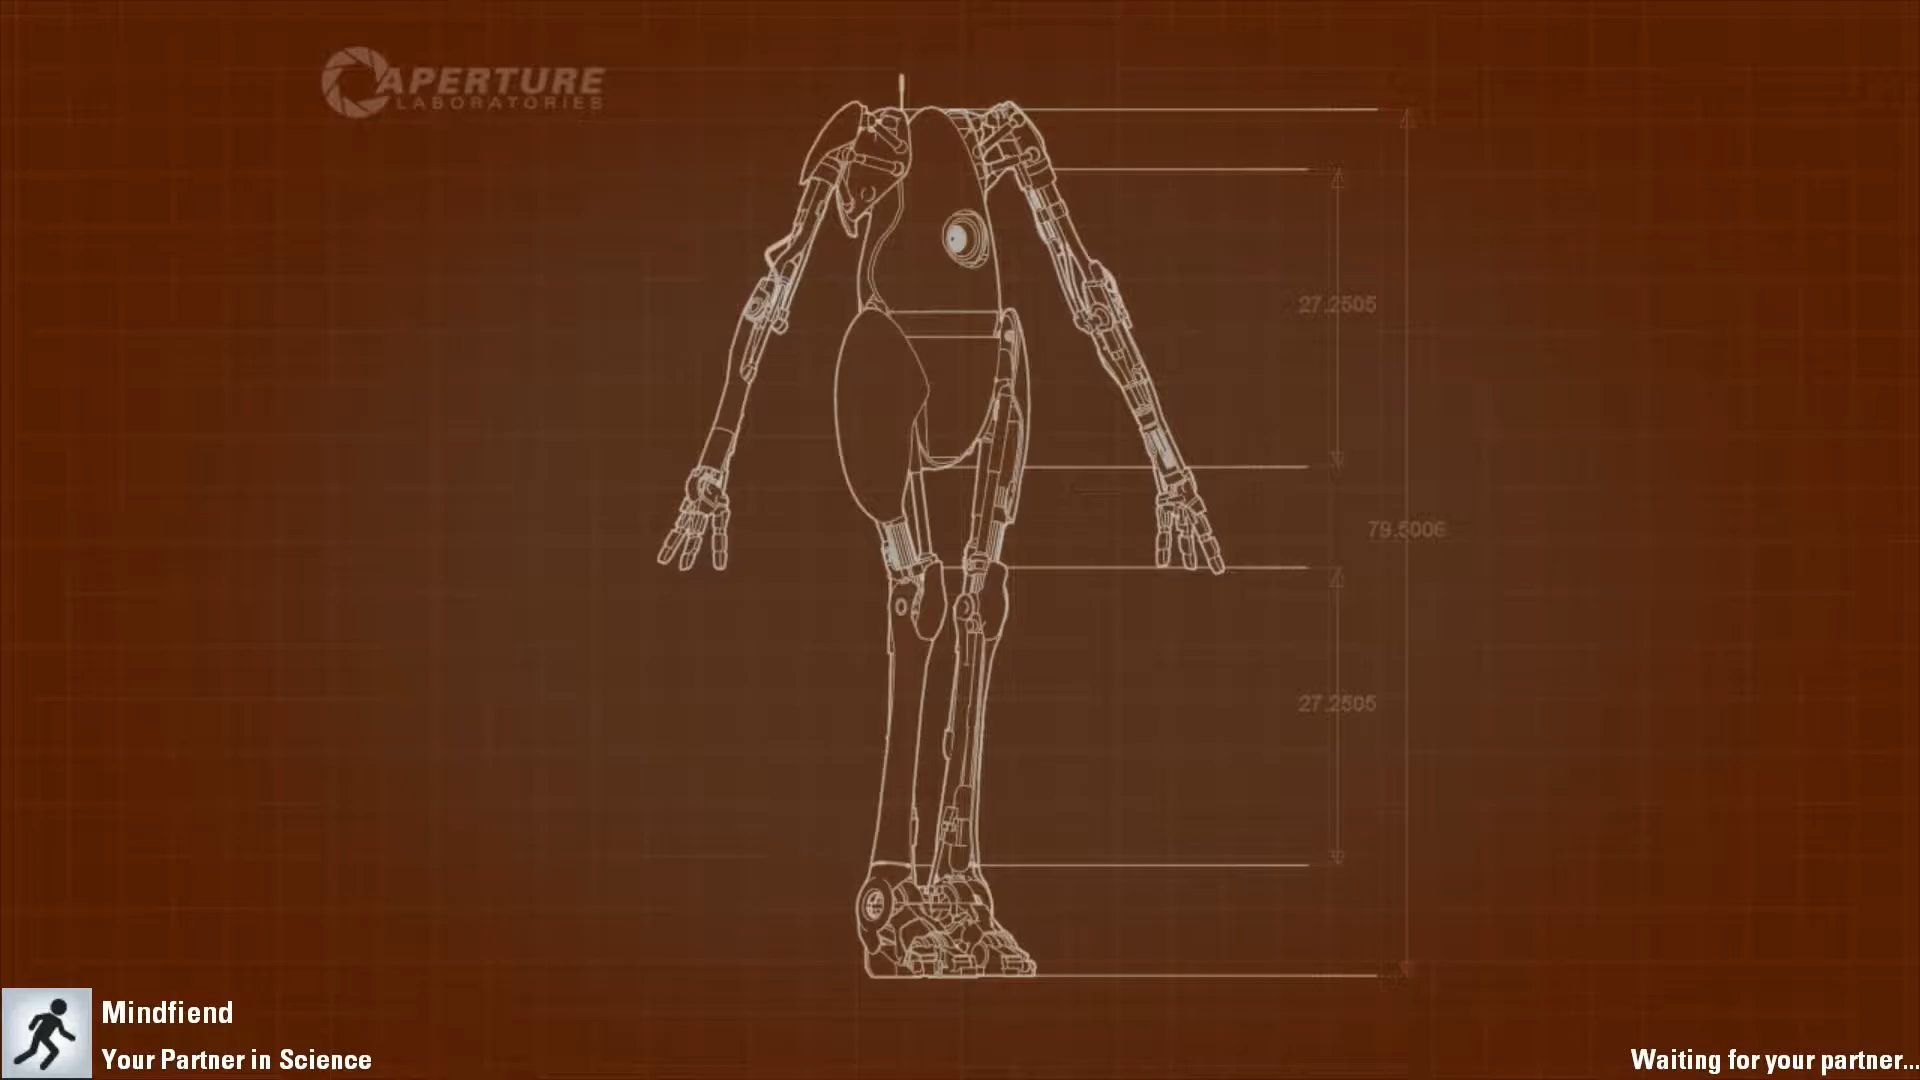 APERTURE
LABORATORIES
27.2505
79.5006
27.2505
Mindfiend
Your Partner in Science
Waiting for your partner...